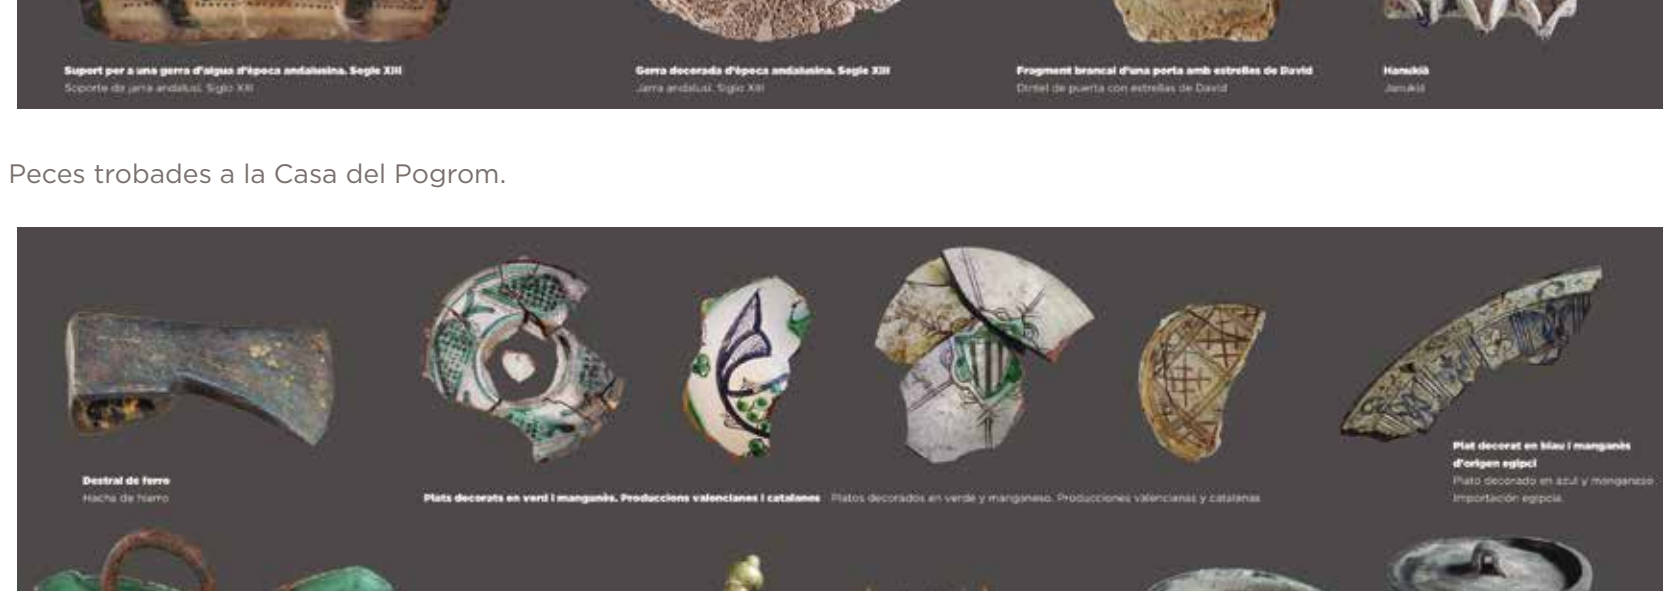 Suport per a una gerra d'aigua d'època andalusina. Segle XIII
Soporte de jarra andalusí. Siglo XIII
Gerra decorada d'època andalusina. Segle XIII
Jarra andalusí. Siglo XIII
Fragment brancal d'una porta amb estrelles de David
Dintel de puerta con estrellas de David
Hanukià
Janukiá
Peces trobades a la Casa del Pogrom.
Destral de ferro
Hacha de hierro
Plats decorats en verd i manganès. Produccions valencianes i catalanes Platos decorados en verde y manganeso. Producciones valencianas y catalanas
Plat decorat en blau i manganès
d'origen egipci
Plato decorado en azul y manganeso
Importación egipcia.